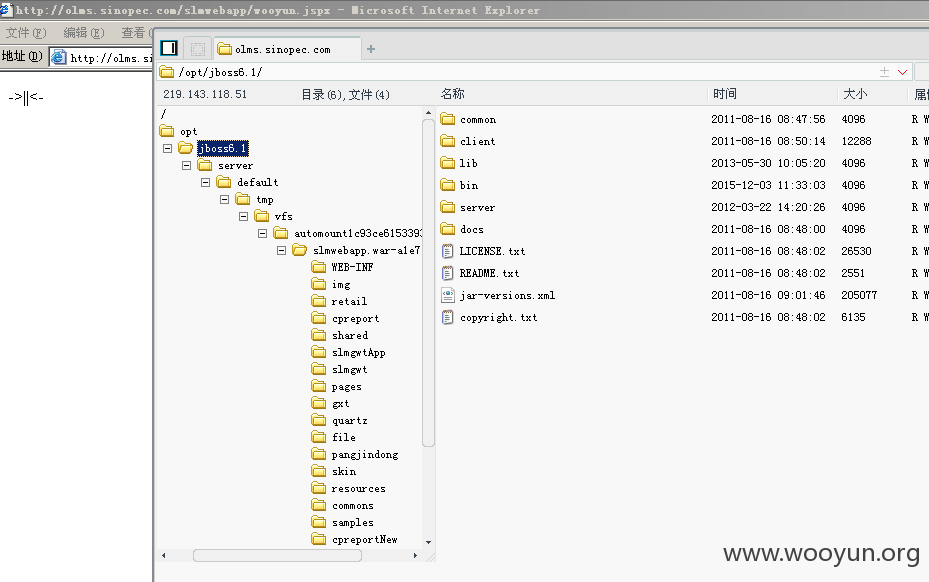 http://olms.sinopec.com/slmwebapp/wooyun.jspx - Microsoft Internet Explorer
文件(F) 编辑(E) 查看(
地址(D) http://olms.si
->||<-
olms.sinopec.com
+
/opt/jboss6.1/
219.143.118.51 目录(6),文件(4) 名称 时间 大小 属
/
opt
jboss6.1
server
default
tmp
vfs
automount1c93ce6153393
slmwebapp.war-a1e7
WEB-INF
img
retail
cpreport
shared
slmgwtApp
slmgwt
pages
gxt
quartz
file
pangjindong
skin
resources
commons
samples
cpreportNew
common 2011-08-16 08:47:56 4096 R W
client 2011-08-16 08:50:14 12288 R W
lib 2013-05-30 10:05:20 4096 R W
bin 2015-12-03 11:33:03 4096 R W
server 2012-03-22 14:20:26 4096 R W
docs 2011-08-16 08:48:00 4096 R W
LICENSE.txt 2011-08-16 08:48:02 26530 R W
README.txt 2011-08-16 08:48:02 2551 R W
jar-versions.xml 2011-08-16 09:01:46 205077 R W
copyright.txt 2011-08-16 08:48:02 6135 R W
www.wooyun.org